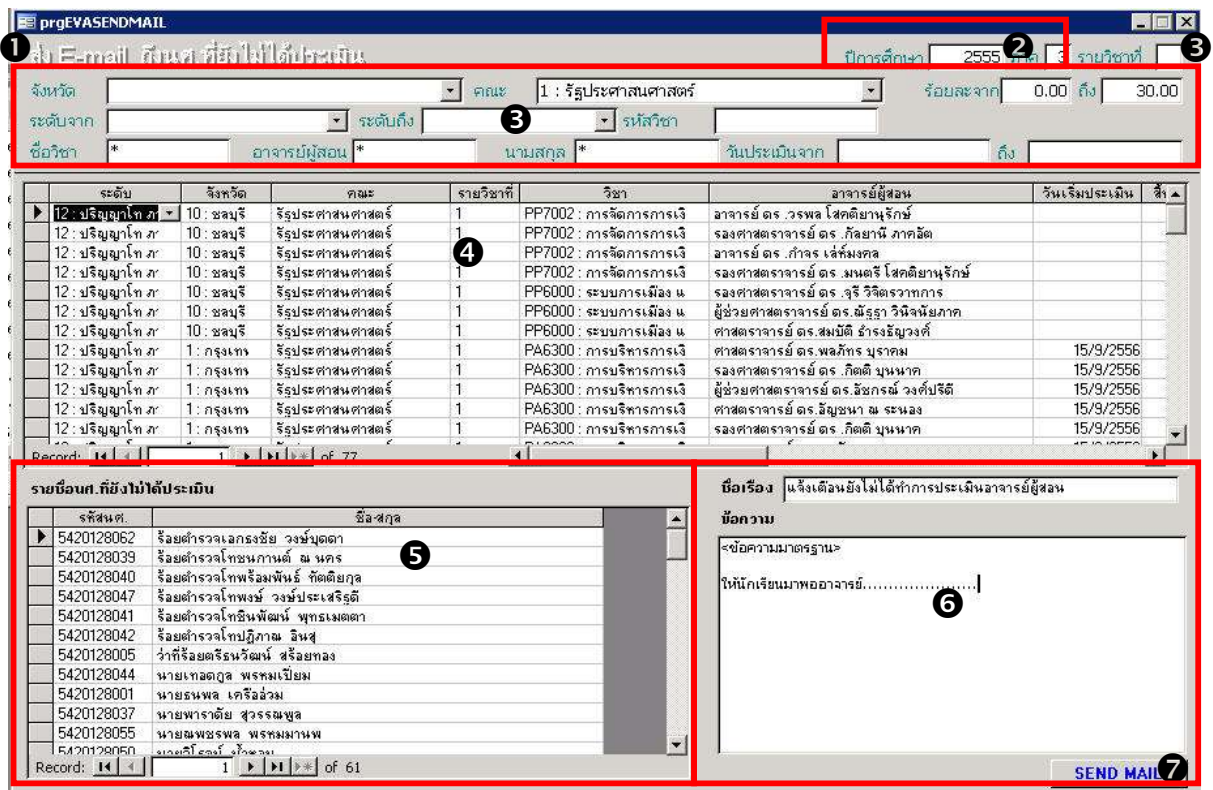 prgEVASENDMAIL
❶ ส่ง E-mail ถึงนศ.ที่ยังไม่ได้ประเมิน ปีการศึกษา 2555 ❷ ภาค 3 รายวิชาที่ ❸
จังหวัด คณะ 1 : รัฐประศาสนศาสตร์ ร้อยละจาก 0.00 ถึง 30.00
ระดับจาก ระดับถึง ❸ รหัสวิชา
ชื่อวิชา * อาจารย์ผู้สอน * นามสกุล * วันประเมินจาก ถึง
ระดับ จังหวัด คณะ รายวิชาที่ วิชา อาจารย์ผู้สอน วันเริ่มประเมิน
12 : ปริญญาโท ภ 10 : ชลบุรี รัฐประศาสนศาสตร์ 1 PP7002 : การจัดการการเงิ อาจารย์ ดร .วรพล โสคติยานุรักษ์
12 : ปริญญาโท ภ 10 : ชลบุรี รัฐประศาสนศาสตร์ 1 PP7002 : การจัดการการเงิ รองศาสตราจารย์ ดร .กัลยานี ภาคอัต
12 : ปริญญาโท ภ 10 : ชลบุรี รัฐประศาสนศาสตร์ ❹ PP7002 : การจัดการการเงิ อาจารย์ ดร .กำจร
12 : ปริญญาโท ภ 10 : ชลบุรี รัฐประศาสนศาสตร์ 1 PP7002 : การจัดการการเงิ รองศาสตราจารย์ ดร .มนตรี โสคติยานุรักษ์
12 : ปริญญาโท ภ 10 : ชลบุรี รัฐประศาสนศาสตร์ 1 PP6000 : ระบบการเมือง แ รองศาสตราจารย์ ดร .จุรี วิจิตรวาทการ
12 : ปริญญาโท ภ 10 : ชลบุรี รัฐประศาสนศาสตร์ 1 PP6000 : ระบบการเมือง แ ผู้ช่วยศาสตราจารย์ ดร.ณัฐฐา วินิจนัยภาค
12 : ปริญญาโท ภ 10 : ชลบุรี รัฐประศาสนศาสตร์ 1 PP6000 : ระบบการเมือง แ ศาสตราจารย์ ดร.สมบัติ ธำรงธัญวงศ์
12 : ปริญญาโท ภ 1 : กรุงเทพ รัฐประศาสนศาสตร์ 1 PA6300 : การบริหารการเงิ ศาสตราจารย์ ดร.พลภัทร บุราคม 15/9/2556
12 : ปริญญาโท ภ 1 : กรุงเทพ รัฐประศาสนศาสตร์ 1 PA6300 : การบริหารการเงิ รองศาสตราจารย์ ดร .กิตติ บุนนาค 15/9/2556
12 : ปริญญาโท ภ 1 : กรุงเทพ รัฐประศาสนศาสตร์ 1 PA6300 : การบริหารการเงิ ผู้ช่วยศาสตราจารย์ ดร.อัชกรณ์ วงศ์ปรีดี 15/9/2556
12 : ปริญญาโท ภ 1 : กรุงเทพ รัฐประศาสนศาสตร์ 1 PA6300 : การบริหารการเงิ ศาสตราจารย์ ดร.อัญชนา ณ ระนอง 15/9/2556
12 : ปริญญาโท ภ 1 : กรุงเทพ รัฐประศาสนศาสตร์ 1 PA6300 : การบริหารการเงิ รองศาสตราจารย์ ดร .กิตติ บุนนาค 15/9/2556
Record: 1 of 77
รายชื่อนศ.ที่ยังไม่ได้ประเมิน
รหัสนศ. ชื่อ-สกุล
5420128062 ร้อยตำรวจเอกธงชัย วงษ์บุดดา
5420128039 ร้อยตำรวจโทชนกานต์ ณ นคร ❺
5420128040 ร้อยตำรวจโทพร้อมพันธ์ ทัตติยกุล
5420128047 ร้อยตำรวจโทพงษ์ วงษ์ประเสริฐดี
5420128041 ร้อยตำรวจโทชินพัฒน์ พุทธเมตตา
5420128042 ร้อยตำรวจโทปฏิภาณ อินสุ
5420128005 ว่าที่ร้อยตรีธนวัฒน์ สร้อยทอง
5420128044 นายเทอดกูล พรหมเปี่ยม
5420128001 นายธนพล เครืออ่วม
5420128037 นายพาราดัย สุวรรณพูล
5420128055 นายณพชรพล พรหมมานพ
5420128050
Record: 1 of 61
ชื่อเรื่อง แจ้งเตือนยังไม่ได้ทำการประเมินอาจารย์ผู้สอน
ข้อความ
<ข้อความมาตรฐาน>
ให้นักเรียนมาพออาจารย์......................
❻
SEND MAIL ❼